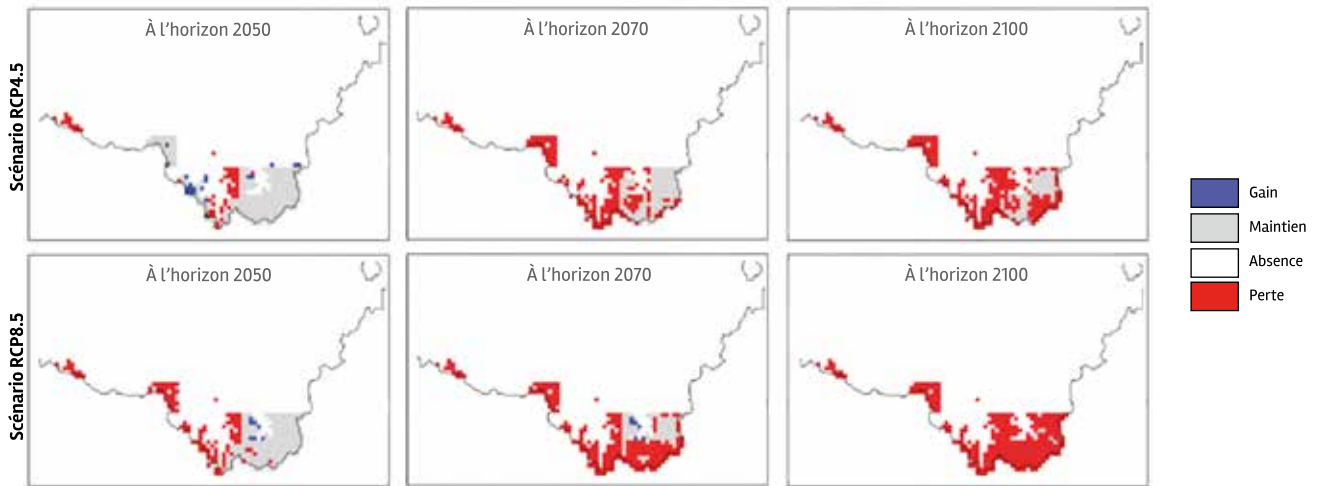 Scénario RCP4.5
À l'horizon 2050
À l'horizon 2070
À l'horizon 2100
Scénario RCP8.5
À l'horizon 2050
À l'horizon 2070
À l'horizon 2100
Gain
Maintien
Absence
Perte